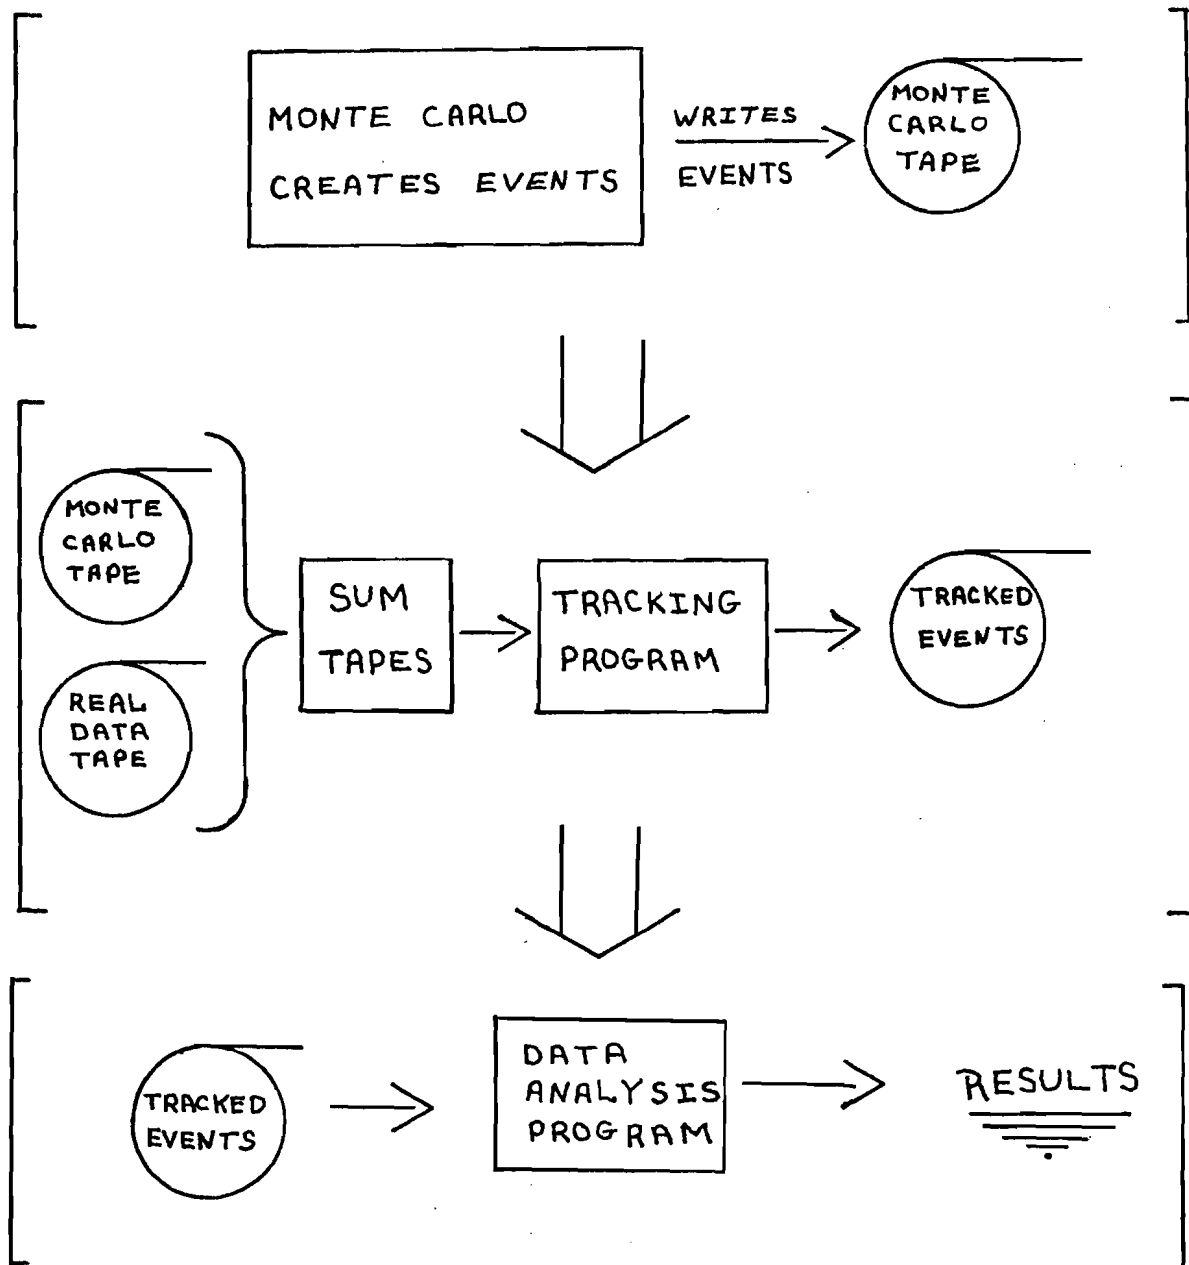 MONTE CARLO
CREATES EVENTS
WRITES
EVENTS
MONTE
CARLO
TAPE
MONTE
CARLO
TAPE
REAL
DATA
TAPE
SUM
TAPES
TRACKING
PROGRAM
TRACKED
EVENTS
TRACKED
EVENTS
DATA
ANALYSIS
PROGRAM
RESULTS